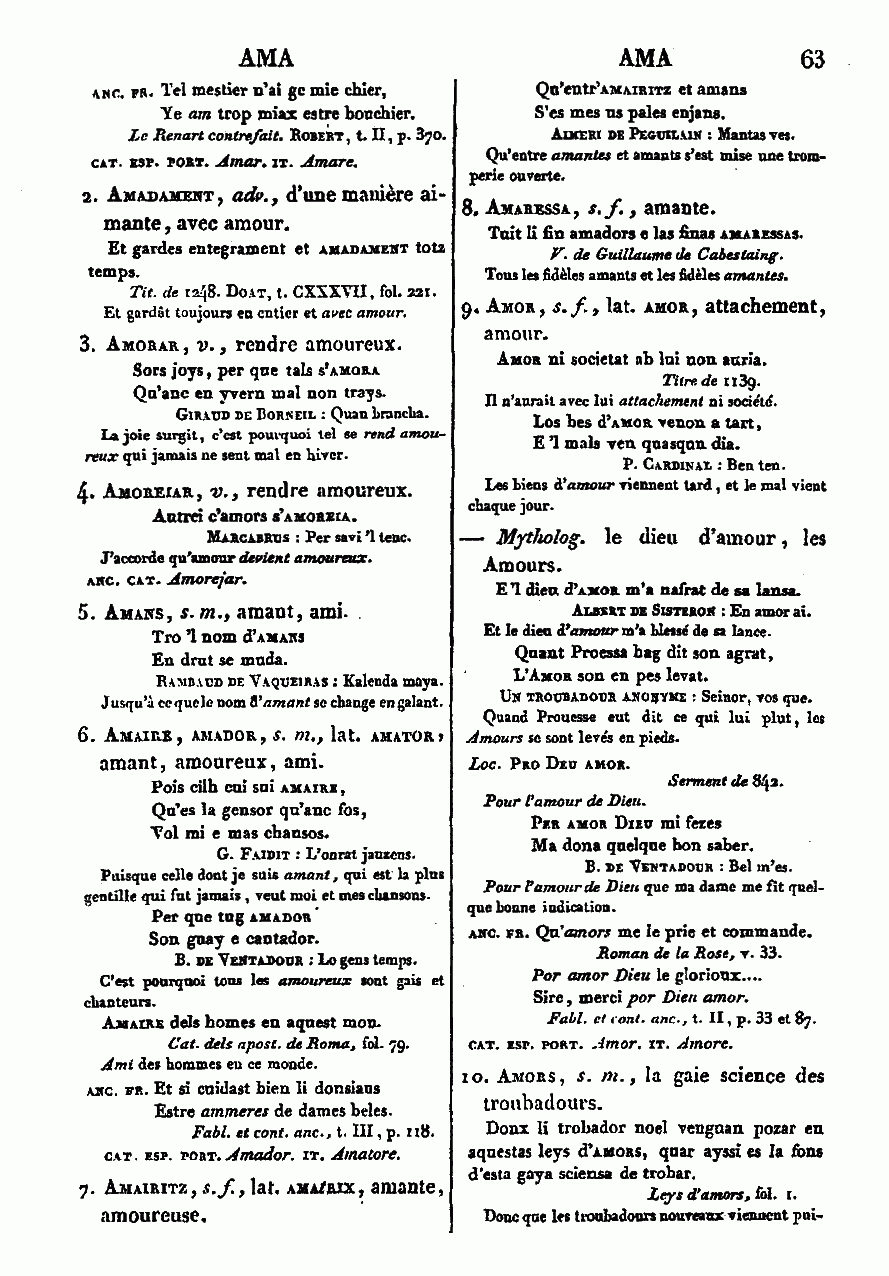 AMA
AMA 63
ANC. FR. Tel mestier n'ai ge mie chier,
Ye am trop miax estre bouchier.
Le Renart contrefait. ROBERT, t. II, p. 370.
CAT. ESP. PORT. Amar. IT. Amare.
2. AMADAMENT, adv., d'une manière ai-
mante, avec amour.
Et gardes entegrament et AMADAMENT totz
temps.
Tit. de 1248. DOAT, t. CXXXVII, fol. 221.
Et gardât toujours en entier et avec amour.
3. AMORAR, v., rendre amoureux.
Sors joys, per que tals s'AMORA
Qu'anc en yvern mal non trays.
GIRAUD DE BORNEIL : Quan brancha.
La joie surgit, c'est pourquoi tel se rend amou-
reux qui jamais ne sent mal en hiver.
4. AMOREIAR, v., rendre amoureux.
Autrei c'amors s'AMOREIA.
MARCABRUS : Per savi 'l tenc.
J'accorde qu'amour devient amoureux.
ANC. CAT. Amorejar.
5. AMANS, s. m., amant, ami.
Tro 'l nom d'AMANS
En drut se muda.
RAMBAUD DE VAQUEIRAS : Kalenda maya.
Jusqu'à ce que le nom d'amant se change en galant.
6. AMAIRE, AMADOR, s. m., lat. AMATOR,
amant, amoureux, ami.
Pois cilh cui sui AMAIRE,
Qu'es la gensor qu'anc fos,
Vol mi e mas chansos.
G. FAIDIT : L'onrat jauzens.
Puisque celle dont je suis amant, qui est la plus
gentille qui fut jamais, veut moi et mes chansons.
Per que tug AMADOR
Son guay e cantador.
B. DE VENTADOUR : Lo gens temps.
C'est pourquoi tous les amoureux sont gais et
chanteurs.
AMAIRE dels homes en aquest mon.
Cat. dels apost. de Roma, fol. 79.
Ami des hommes en ce monde.
ANC. FR. Et si cuidast bien li donsiaus
Estre ammeres de dames beles.
Fabl. et cont. anc., t. III, p. 118.
CAT. ESP. PORT. Amador. IT. Amatore.
7. AMAIRITZ, s. f., lat. AMATRIX, amante,
amoureuse.
Qu'entr'AMAIRITZ et amans
S'es mes us pales enjans.
AIMERI DE PEGUILAIN : Mantas ves.
Qu'entre amantes et amants s'est mise une trom-
perie ouverte.
8. AMARESSA, s. f., amante.
Tuit li fin amadors e las finas AMARESSAS.
V. de Guillaume de Cabestaing.
Tous les fidèles amants et les fidèles amantes.
9. AMOR, s. f., lat. AMOR, attachement,
amour.
AMOR ni societat ab lui non auria.
Titre de 1139.
Il n'aurait avec lui attachement ni société.
Los bes d'AMOR venon a tart,
E 'l mals ven quasqun dia.
P. CARDINAL : Ben ten.
Les biens d'amour viennent tard, et le mal vient
chaque jour.
— Mytholog. le dieu d'amour, les
Amours.
E 'l dieu d'AMOR m'a nafrat de sa lansa.
ALBERT DE SISTERON : En amor ai.
Et le dieu d'amour m'a blessé de sa lance.
Quant Proessa hag dit son agrat,
L'AMOR son en pes levat.
UN TROUBADOUR ANONYME : Seinor, vos que.
Quand Prouesse eut dit ce qui lui plut, les
Amours se sont levés en pieds.
Loc. PRO DEU AMOR.
Serment de 842.
Pour l'amour de Dieu.
PER AMOR DIEU mi fezes
Ma dona quelque bon saber.
B. DE VENTADOUR : Bel m'es.
Pour l'amour de Dieu que ma dame me fit quel-
que bonne indication.
ANC. FR. Qu'amors me le prie et commande.
Roman de la Rose, v. 33.
Por amor Dieu le glorioux....
Sire, merci por Dieu amor.
Fabl. et cont. anc., t. II, p. 33 et 87.
CAT. ESP. PORT. Amor. IT. Amore.
10. AMORS, s. m., la gaie science des
troubadours.
Donx li trobador noel venguan pozar en
aquestas leys d'AMORS, quar ayssi es la fons
d'esta gaya sciensa de trobar.
Leys d'amors, fol. 1.
Donc que les troubadours nouveaux viennent pui-